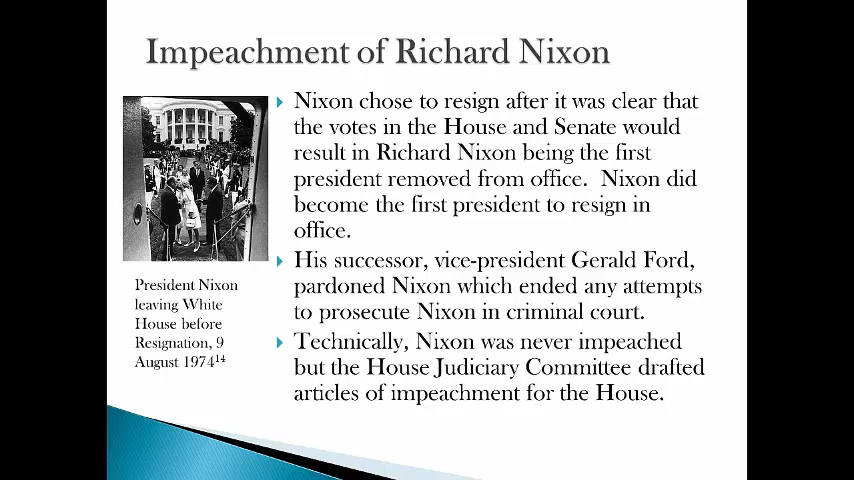 Impeachment of Richard Nixon
Nixon chose to resign after it was clear that
the votes in the House and Senate would
result in Richard Nixon being the first
president removed from office.  Nixon did
become the first president to resign in
office.
His successor, vice-president Gerald Ford,
pardoned Nixon which ended any attempts
to prosecute Nixon in criminal court.
Technically, Nixon was never impeached
but the House Judiciary Committee drafted
articles of impeachment for the House.
President Nixon
leaving White
House before
Resignation, 9
August 1974¹⁴